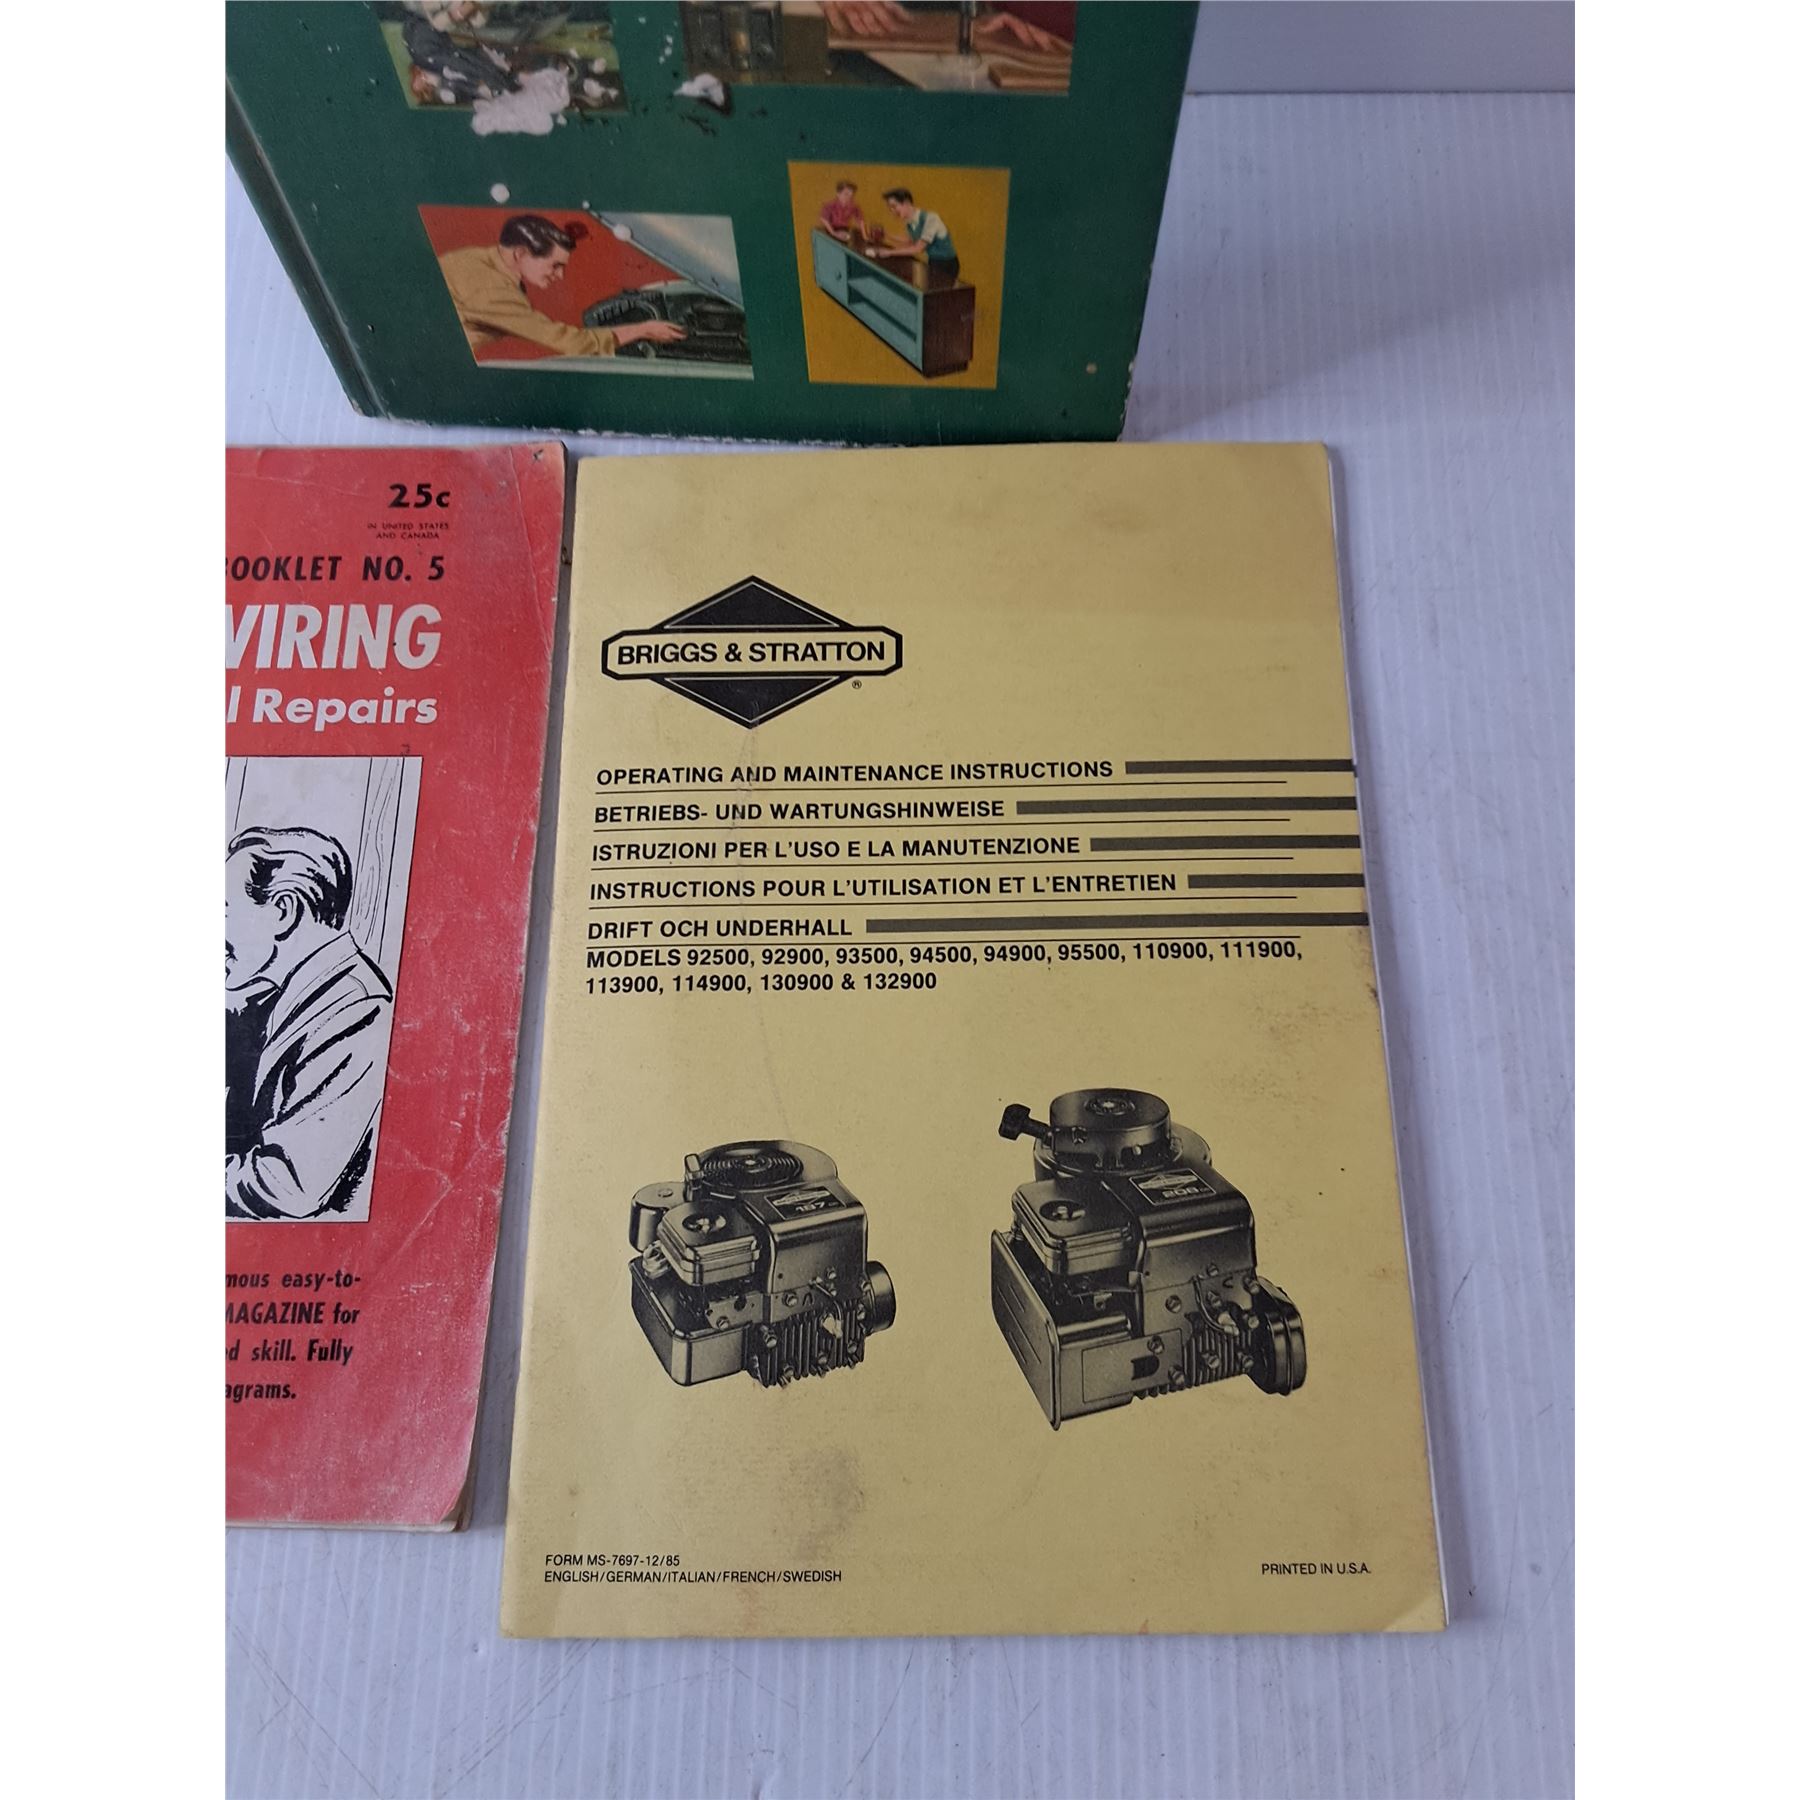 25c
IN UNITED STATES
AND CANADA
BOOKLET NO. 5
WIRING
l Repairs
mous easy-to-
MAGAZINE for
d skill. Fully
agrams.
BRIGGS & STRATTON
®
OPERATING AND MAINTENANCE INSTRUCTIONS
BETRIEBS- UND WARTUNGSHINWEISE
ISTRUZIONI PER L'USO E LA MANUTENZIONE
INSTRUCTIONS POUR L'UTILISATION ET L'ENTRETIEN
DRIFT OCH UNDERHALL
MODELS 92500, 92900, 93500, 94500, 94900, 95500, 110900, 111900,
113900, 114900, 130900 & 132900
FORM MS-7697-12/85
ENGLISH/GERMAN/ITALIAN/FRENCH/SWEDISH
PRINTED IN U.S.A.